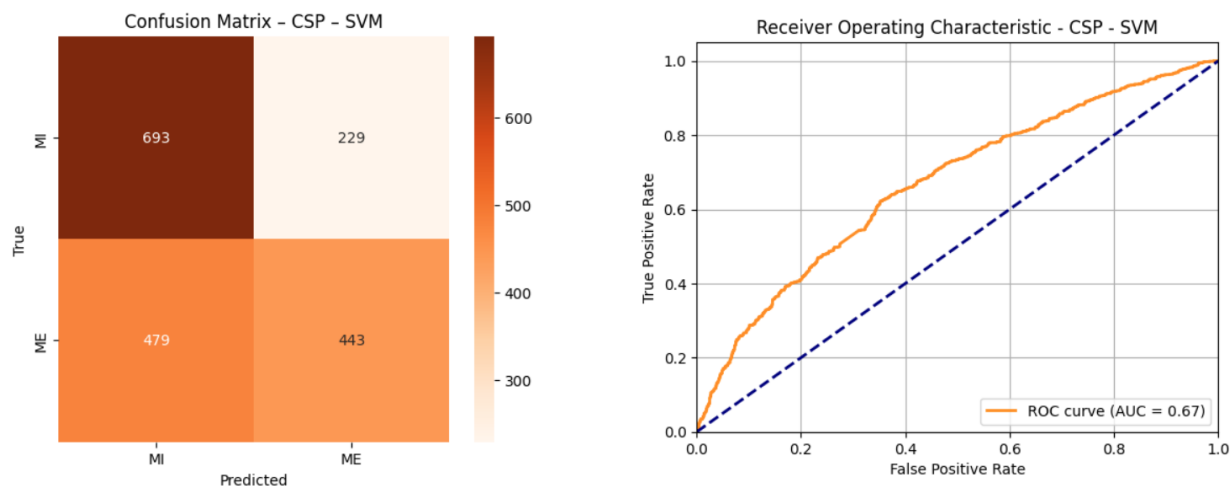 Confusion Matrix – CSP – SVM
MI
ME
True
693
229
479
443
MI
ME
Predicted
600
500
400
300
Receiver Operating Characteristic - CSP - SVM
True Positive Rate
1.0
0.8
0.6
0.4
0.2
0.0
ROC curve (AUC = 0.67)
0.0
0.2
0.4
0.6
0.8
1.0
False Positive Rate